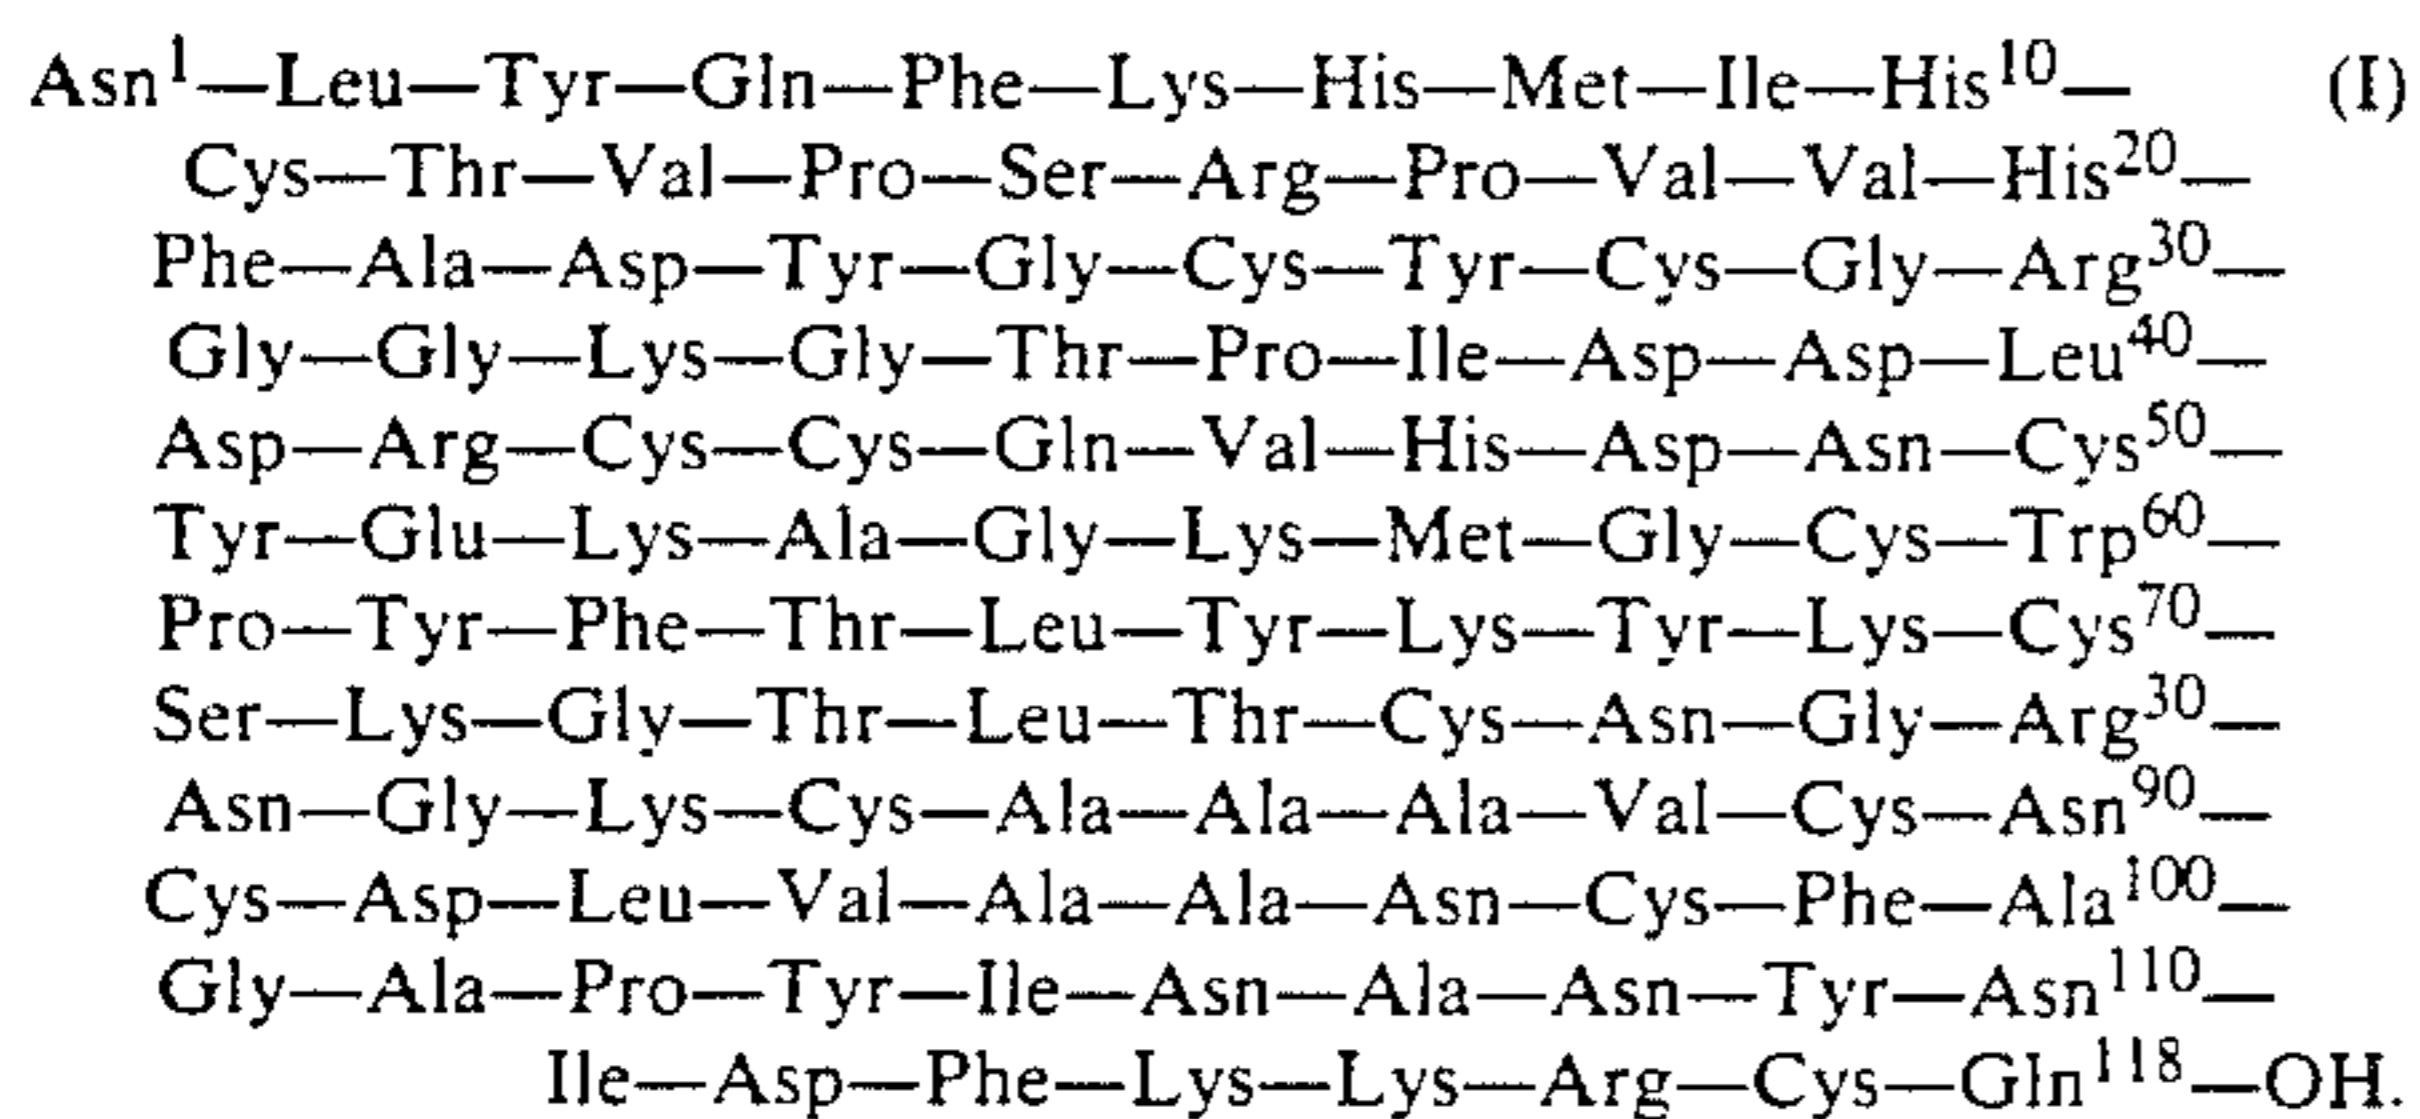 Asn¹—Leu—Tyr—Gln—Phe—Lys—His—Met—Ile—His¹⁰— (I)
Cys—Thr—Val—Pro—Ser—Arg—Pro—Val—Val—His²⁰—
Phe—Ala—Asp—Tyr—Gly—Cys—Tyr—Cys—Gly—Arg³⁰—
Gly—Gly—Lys—Gly—Thr—Pro—Ile—Asp—Asp—Leu⁴⁰—
Asp—Arg—Cys—Cys—Gln—Val—His—Asp—Asn—Cys⁵⁰—
Tyr—Glu—Lys—Ala—Gly—Lys—Met—Gly—Cys—Trp⁶⁰—
Pro—Tyr—Phe—Thr—Leu—Tyr—Lys—Tyr—Lys—Cys⁷⁰—
Ser—Lys—Gly—Thr—Leu—Thr—Cys—Asn—Gly—Arg³⁰—
Asn—Gly—Lys—Cys—Ala—Ala—Ala—Val—Cys—Asn⁹⁰—
Cys—Asp—Leu—Val—Ala—Ala—Asn—Cys—Phe—Ala¹⁰⁰—
Gly—Ala—Pro—Tyr—Ile—Asn—Ala—Asn—Tyr—Asn¹¹⁰—
Ile—Asp—Phe—Lys—Lys—Arg—Cys—Gln¹¹⁸—OH.